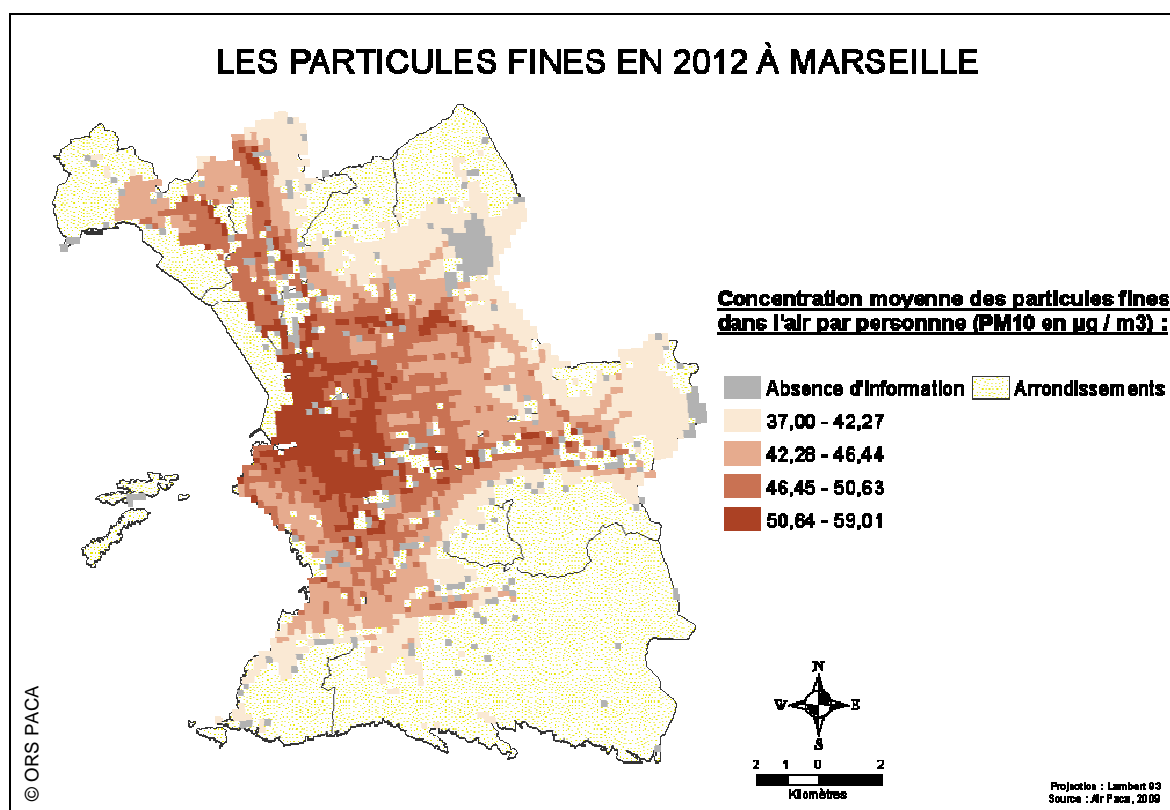 LES PARTICULES FINES EN 2012 À MARSEILLE
Concentration moyenne des particules fines
dans l'air par personnne (PM10 en µg / m3) :
Absence d'information
Arrondissements
37,00 - 42,27
42,28 - 46,44
46,45 - 50,63
50,64 - 59,01
N
W
E
S
2 1 0 2
Kilomètres
Projection : Lambert 93
Source : Air Paca, 2009
© ORS PACA